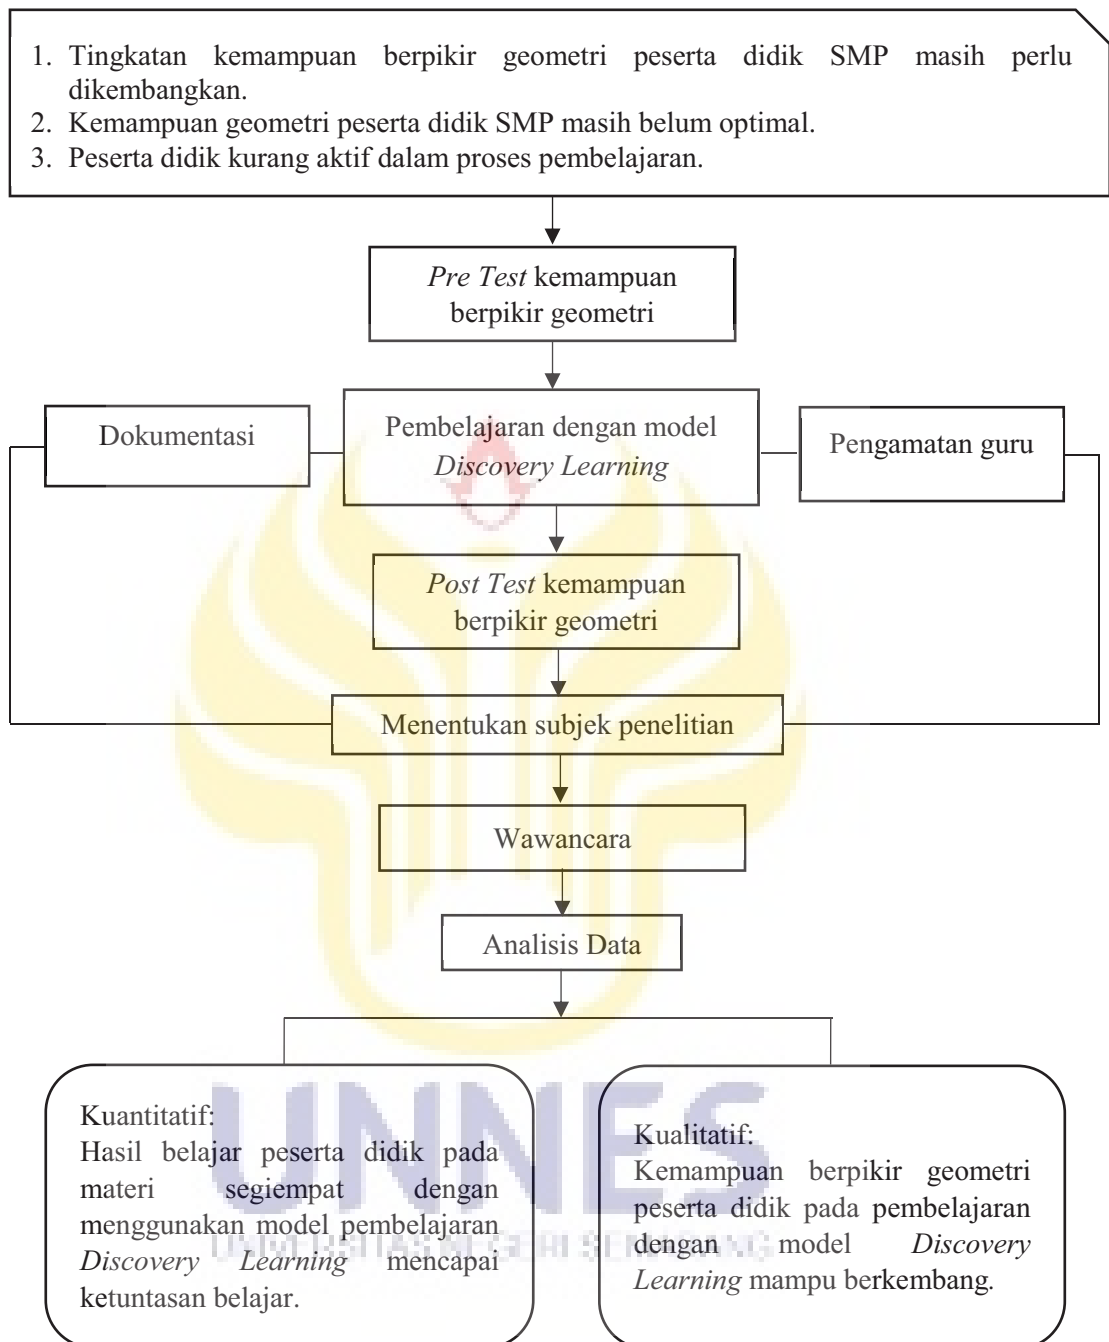 1. Tingkatan kemampuan berpikir geometri peserta didik SMP masih perlu
dikembangkan.
2. Kemampuan geometri peserta didik SMP masih belum optimal.
3. Peserta didik kurang aktif dalam proses pembelajaran.
Pre Test kemampuan
berpikir geometri
Dokumentasi
Pembelajaran dengan model
Discovery Learning
Pengamatan guru
Post Test kemampuan
berpikir geometri
Menentukan subjek penelitian
Wawancara
Analisis Data
Kuantitatif:
Hasil belajar peserta didik pada
materi segiempat dengan
menggunakan model pembelajaran
Discovery Learning mencapai
ketuntasan belajar.
Kualitatif:
Kemampuan berpikir geometri
peserta didik pada pembelajaran
dengan model Discovery
Learning mampu berkembang.
UNNES
UNIVERSITAS NEGERI SEMARANG